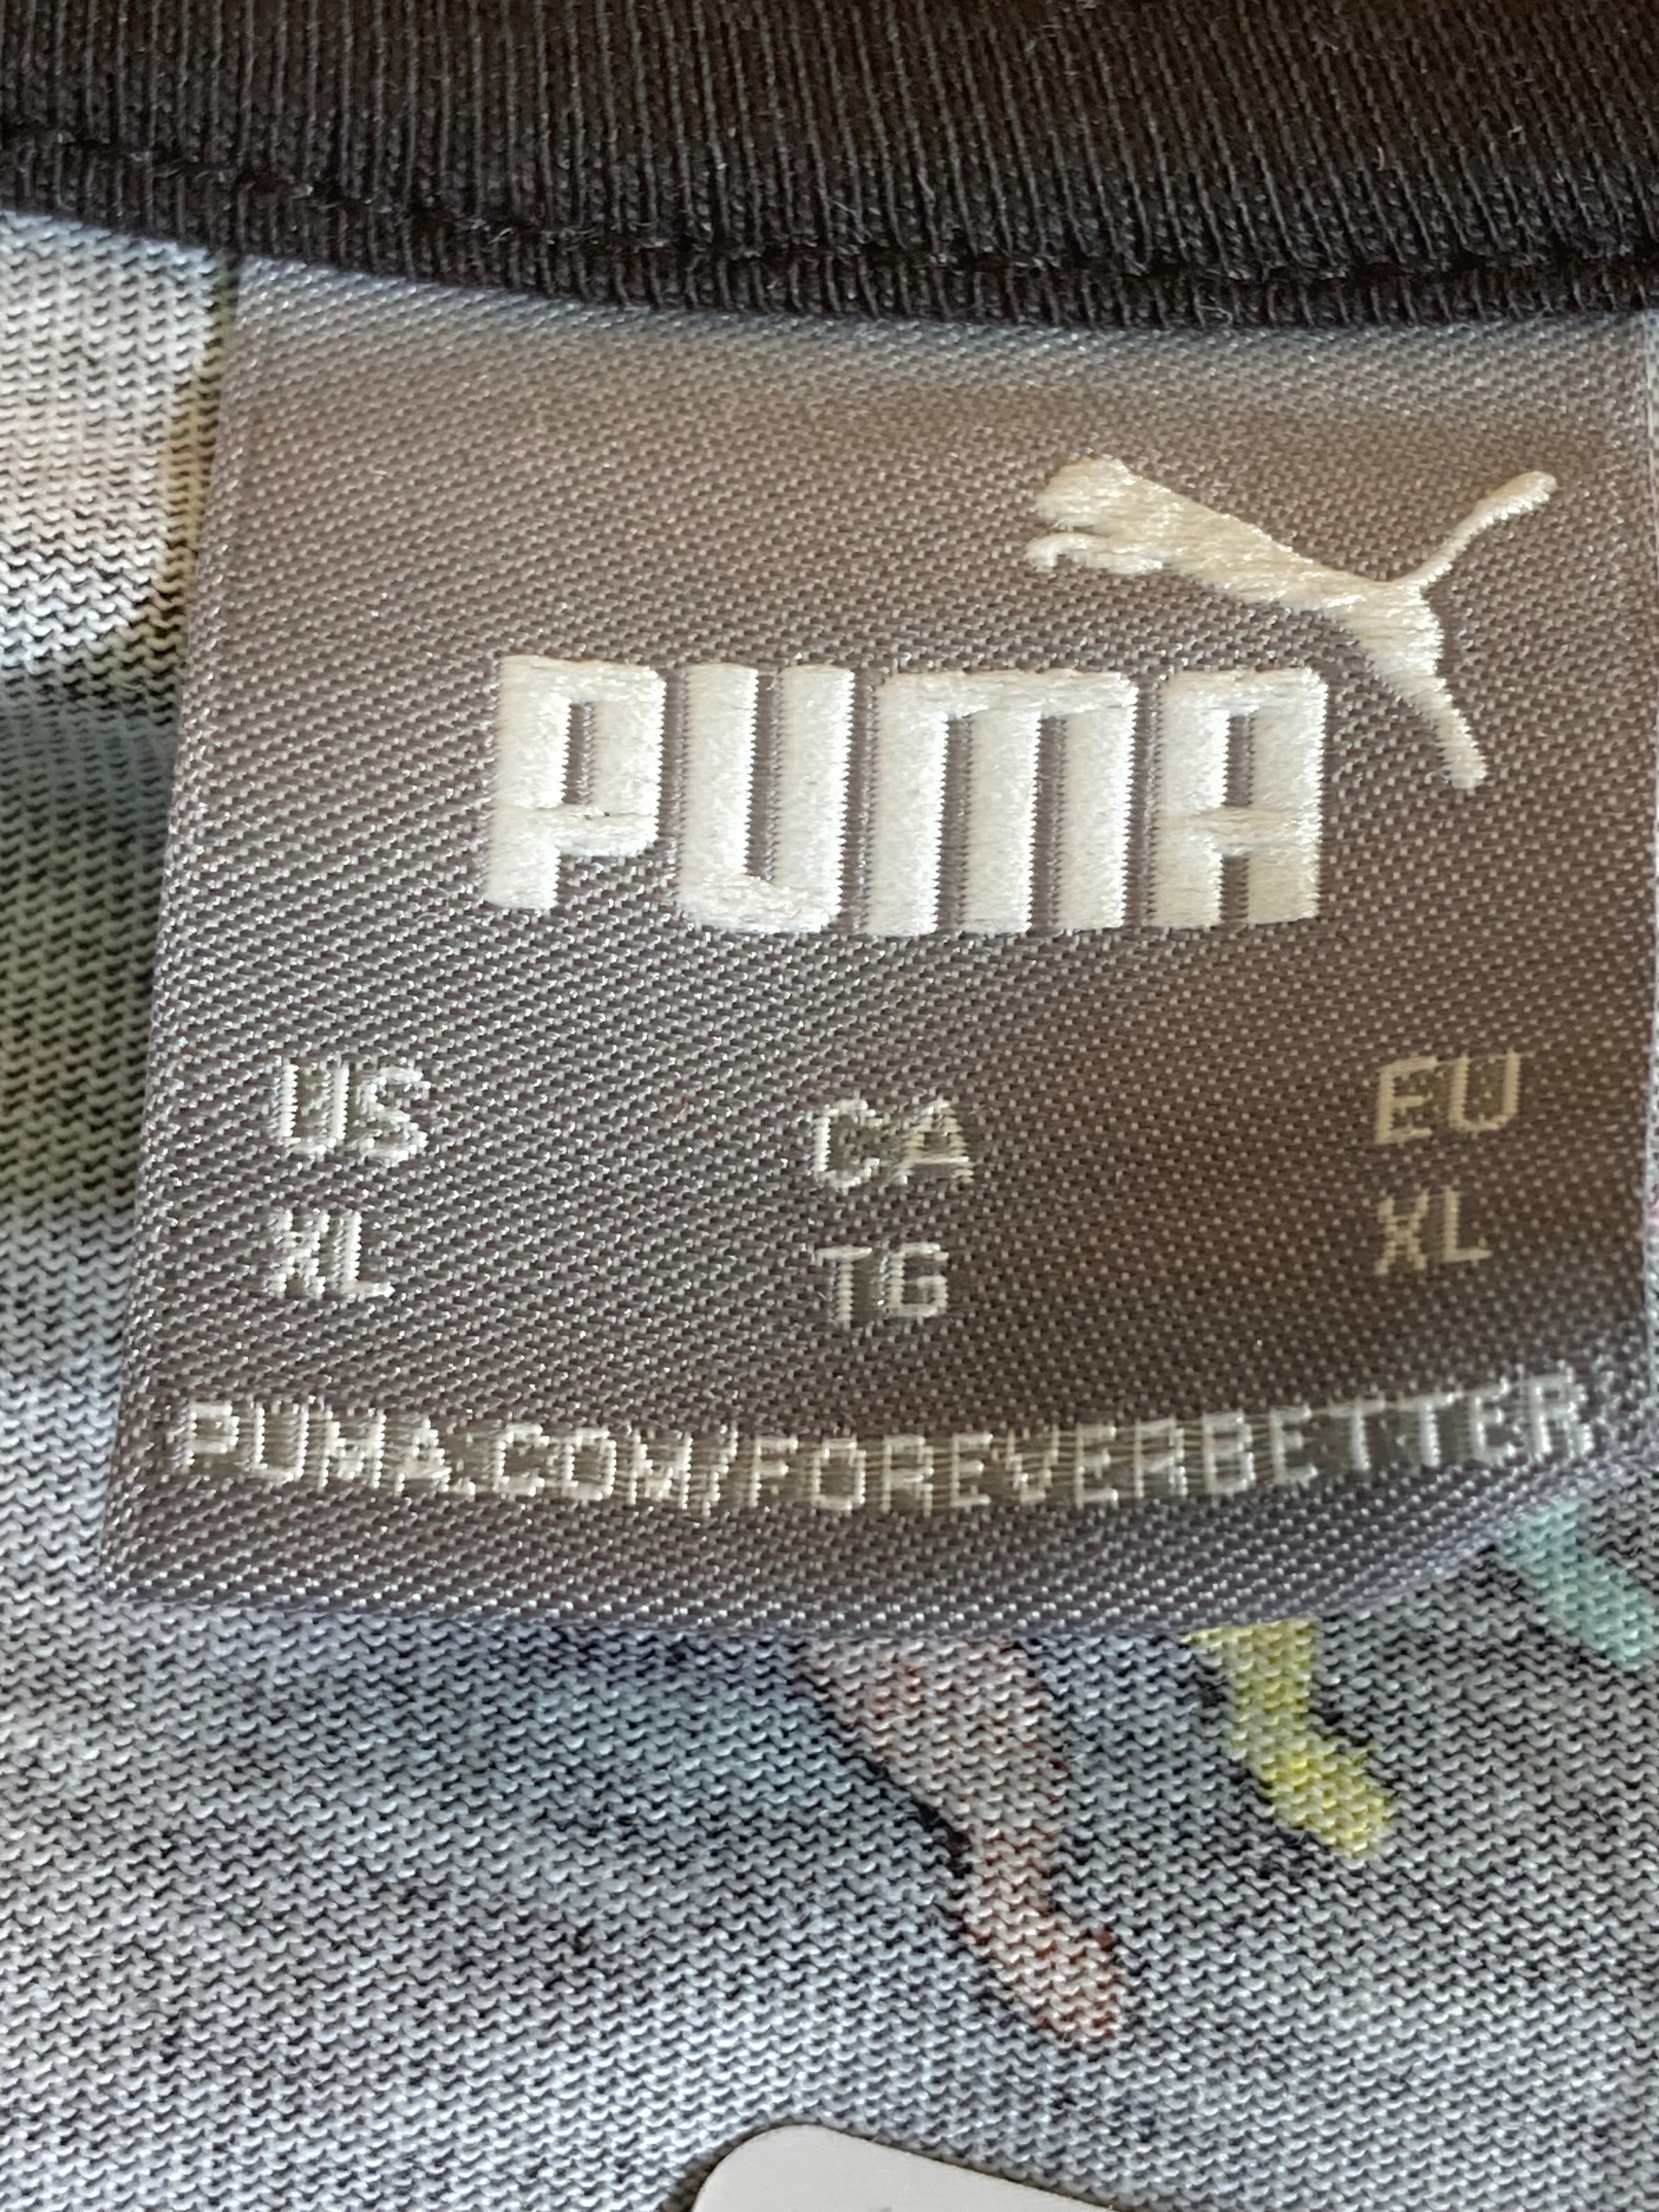 PUMA
US CA EU
XL TG XL
PUMA.COM/FOREVERBETTER